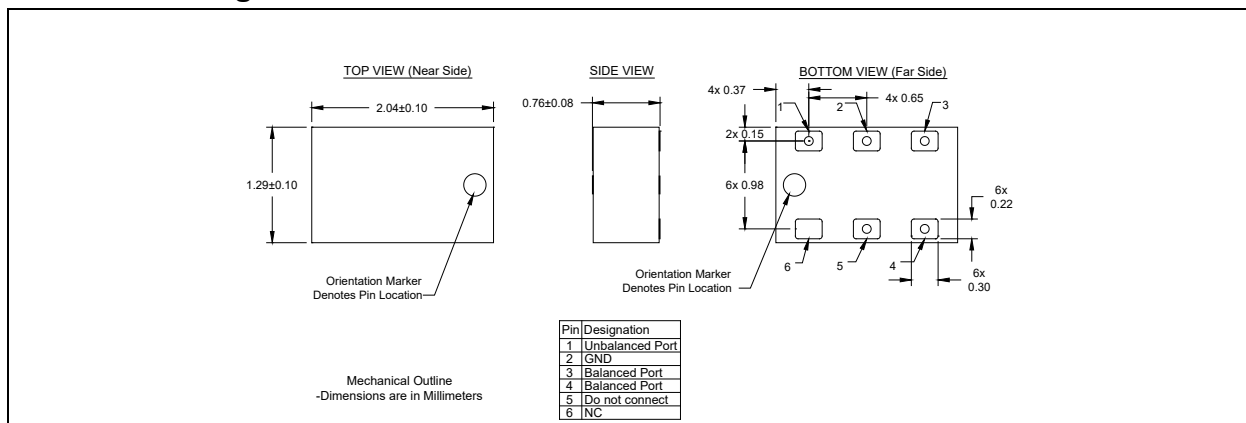 TOP VIEW (Near Side)
SIDE VIEW
BOTTOM VIEW (Far Side)
2.04±0.10
0.76±0.08
4x 0.37
4x 0.65
1
2
3
2x 0.15
1.29±0.10
6x 0.98
6x
0.22
6
5
4
6x
0.30
Orientation Marker
Denotes Pin Location
Orientation Marker
Denotes Pin Location
Pin Designation
1 Unbalanced Port
2 GND
3 Balanced Port
4 Balanced Port
5 Do not connect
6 NC
Mechanical Outline
-Dimensions are in Millimeters